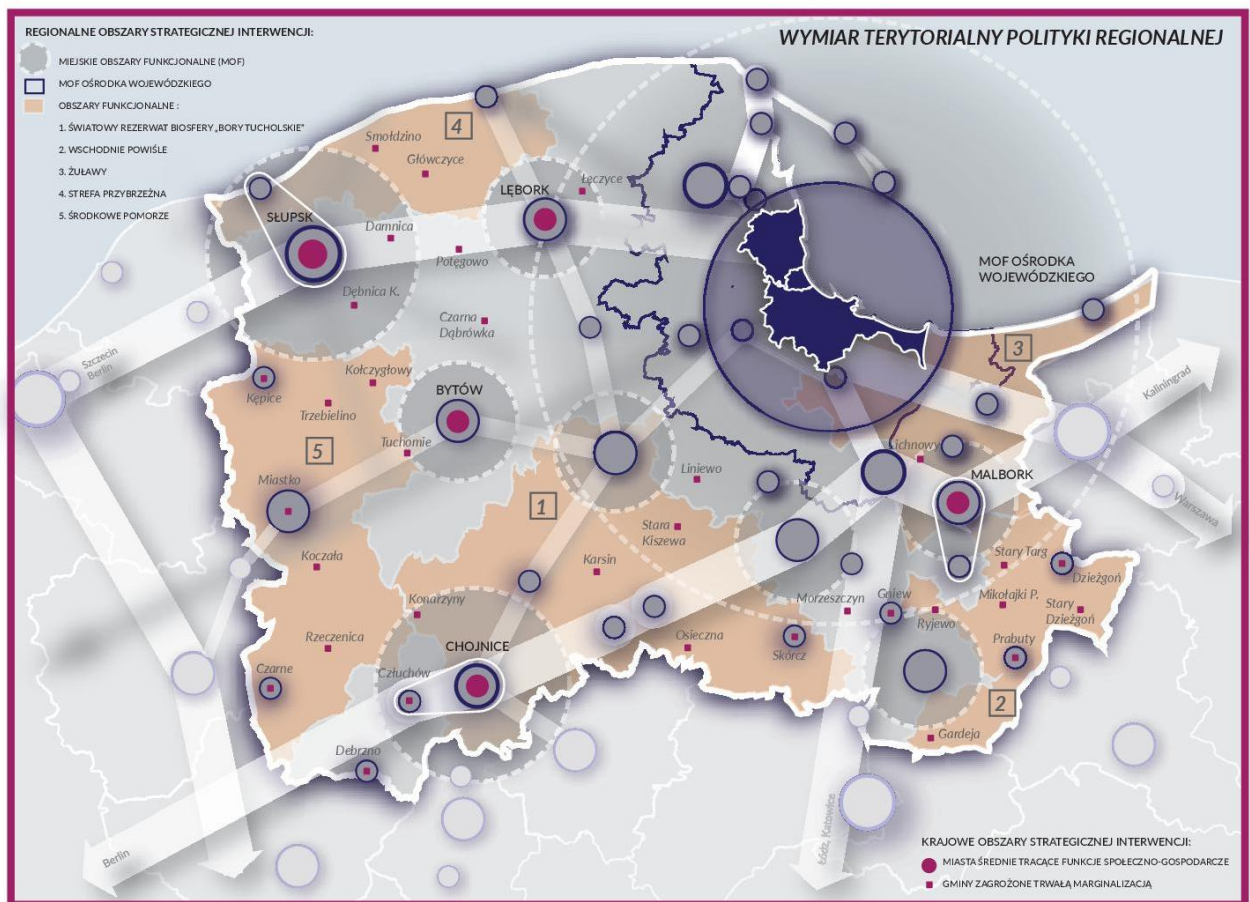 REGIONALNE OBSZARY STRATEGICZNEJ INTERWENCJI:
MIEJSKIE OBSZARY FUNKCJONALNE (MOF)
MOF OŚRODKA WOJEWÓDZKIEGO
OBSZARY FUNKCJONALNE :
1. ŚWIATOWY REZERWAT BIOSFERY „BORY TUCHOLSKIE"
2. WSCHODNIE POWIŚLE
3. ŻUŁAWY
4. STREFA PRZYBRZEŻNA
5. ŚRODKOWE POMORZE
WYMIAR TERYTORIALNY POLITYKI REGIONALNEJ
4
Smołdzino
Główczyce
Łęczyce
LĘBORK
SŁUPSK
Damnica
Potęgowo
MOF OŚRODKA
WOJEWÓDZKIEGO
Dębnica K.
Czarna
Dąbrówka
3
Szczecin
Berlin
Kaliningrad
Kępice
Kołczygłowy
Trzebielino
BYTÓW
Tuchomie
5
Lichnowy
Liniewo
MALBORK
Miastko
1
Warszawa
Stara
Kiszewa
Koczała
Karsin
Stary Targ
Dzieżgoń
Konarzyny
Morzeszczyn
Gniew
Mikołajki P.
Ryjewo
Stary
Dzieżgoń
Rzeczenica
CHOJNICE
Osieczna
Skórcz
Prabuty
Czarne
Człuchów
2
Gardeja
Debrzno
Berlin
Łódź, Katowice
KRAJOWE OBSZARY STRATEGICZNEJ INTERWENCJI:
MIASTA ŚREDNIE TRACĄCE FUNKCJE SPOŁECZNO-GOSPODARCZE
GMINY ZAGROŻONE TRWAŁĄ MARGINALIZACJĄ